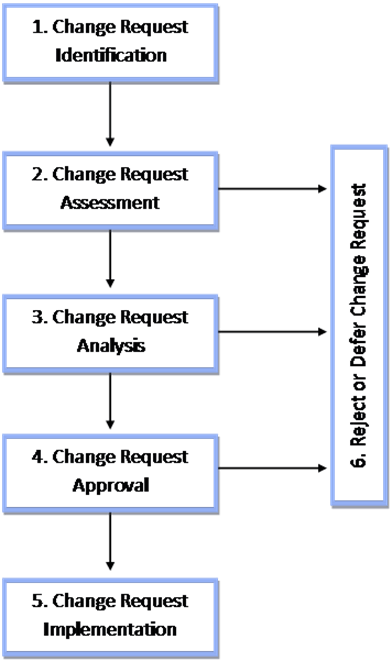 1. Change Request
Identification
2. Change Request
Assessment
3. Change Request
Analysis
4. Change Request
Approval
5. Change Request
Implementation
6. Reject or Defer Change Request